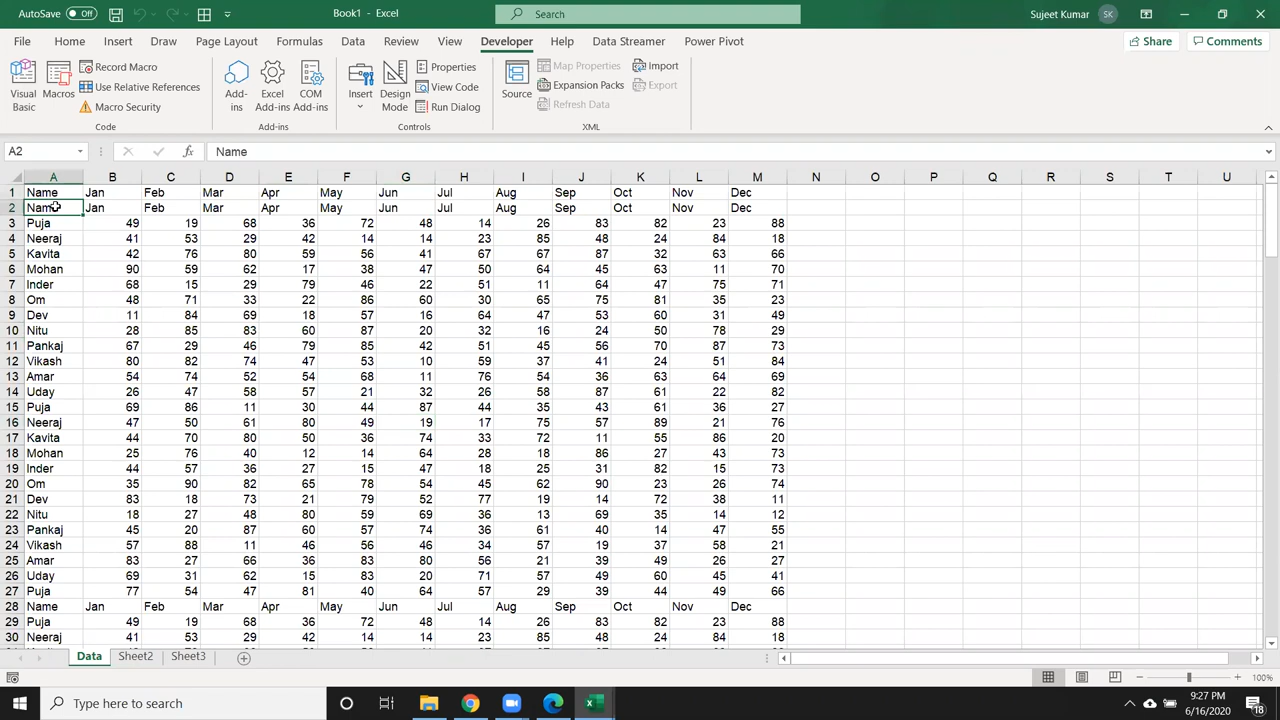 AutoSave Off Book1 - Excel Search Sujeet Kumar SK
File Home Insert Draw Page Layout Formulas Data Review View Developer Help Data Streamer Power Pivot Share Comments
Visual Basic Macros Record Macro Use Relative References Macro Security Code
Add-ins Excel Add-ins COM Add-ins Add-ins
Insert Design Mode Properties View Code Run Dialog Controls
Source Map Properties Expansion Packs Refresh Data Import Export XML
A2 fx Name
A B C D E F G H I J K L M N O P Q R S T U
1 Name Jan Feb Mar Apr May Jun Jul Aug Sep Oct Nov Dec
2 Name Jan Feb Mar Apr May Jun Jul Aug Sep Oct Nov Dec
3 Puja 49 19 68 36 72 48 14 26 83 82 23 88
4 Neeraj 41 53 29 42 14 14 23 85 48 24 84 18
5 Kavita 42 76 80 59 56 41 67 67 87 32 63 66
6 Mohan 90 59 62 17 38 47 50 64 45 63 11 70
7 Inder 68 15 29 79 46 22 51 11 64 47 75 71
8 Om 48 71 33 22 86 60 30 65 75 81 35 23
9 Dev 11 84 69 18 57 16 64 47 53 60 31 49
10 Nitu 28 85 83 60 87 20 32 16 24 50 78 29
11 Pankaj 67 29 46 79 85 42 51 45 56 70 87 73
12 Vikash 80 82 74 47 53 10 59 37 41 24 51 84
13 Amar 54 74 52 54 68 11 76 54 36 63 64 69
14 Uday 26 47 58 57 21 32 26 58 87 61 22 82
15 Puja 69 86 11 30 44 87 44 35 43 61 36 27
16 Neeraj 47 50 61 80 49 19 17 75 57 89 21 76
17 Kavita 44 70 80 50 36 74 33 72 11 55 86 20
18 Mohan 25 76 40 12 14 64 28 18 86 27 43 73
19 Inder 44 57 36 27 15 47 18 25 31 82 15 73
20 Om 35 90 82 65 78 54 45 62 90 23 26 74
21 Dev 83 18 73 21 79 52 77 19 14 72 38 11
22 Nitu 18 27 48 80 59 64 36 13 69 35 14 12
23 Pankaj 45 20 87 60 57 74 36 61 40 14 47 55
24 Vikash 57 88 11 46 56 46 34 57 19 37 58 21
25 Amar 83 27 66 36 83 80 56 21 39 49 26 27
26 Uday 69 31 62 15 83 20 71 57 49 60 45 41
27 Puja 77 54 47 81 40 64 57 29 39 44 49 66
28 Name Jan Feb Mar Apr May Jun Jul Aug Sep Oct Nov Dec
29 Puja 49 19 68 36 72 48 14 26 83 82 23 88
30 Neeraj 41 53 29 42 14 14 23 85 48 24 84 18
Data Sheet2 Sheet3
100%
Type here to search 9:27 PM
6/16/2020 18